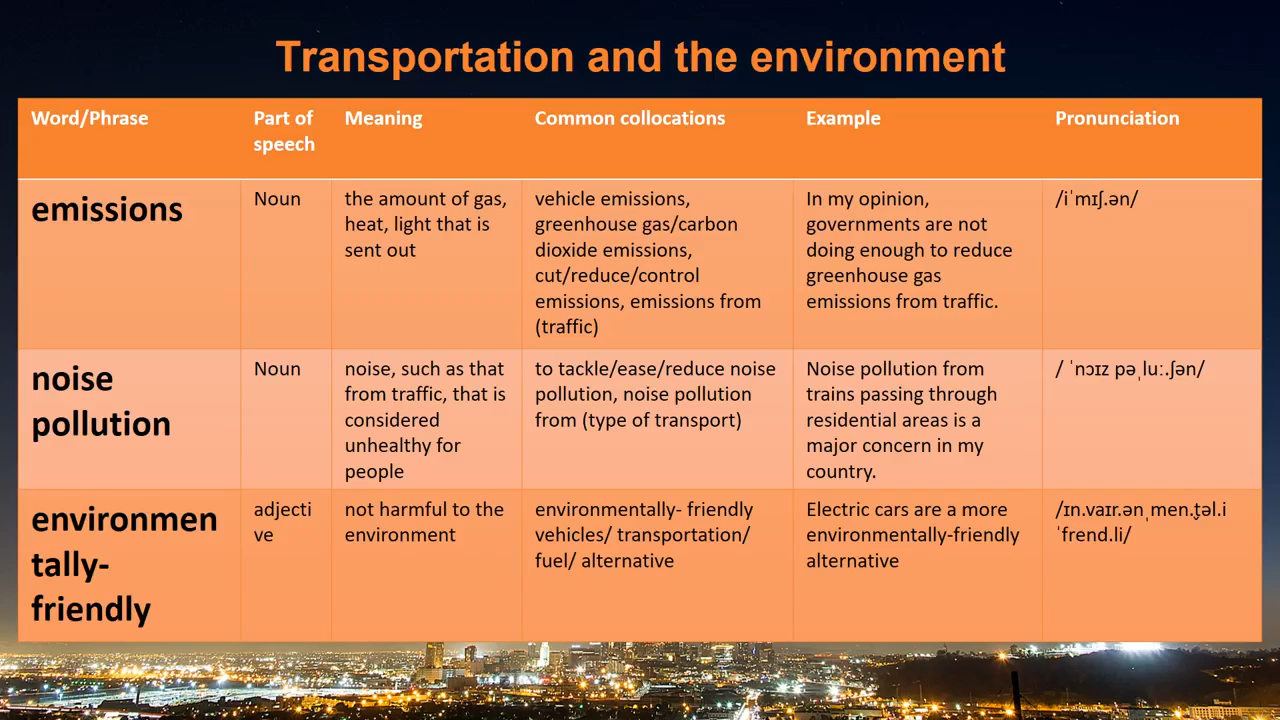 Transportation and the environment
Word/Phrase
Part of
speech
Meaning
Common collocations
Example
Pronunciation
emissions
Noun
the amount of gas,
heat, light that is
sent out
vehicle emissions,
greenhouse gas/carbon
dioxide emissions,
cut/reduce/control
emissions, emissions from
(traffic)
In my opinion,
governments are not
doing enough to reduce
greenhouse gas
emissions from traffic.
/iˈmɪʃ.ən/
noise
pollution
Noun
noise, such as that
from traffic, that is
considered
unhealthy for
people
to tackle/ease/reduce noise
pollution, noise pollution
from (type of transport)
Noise pollution from
trains passing through
residential areas is a
major concern in my
country.
/ ˈnɔɪz pəˌluː.ʃən/
environmen
tally-
friendly
adjecti
ve
not harmful to the
environment
environmentally- friendly
vehicles/ transportation/
fuel/ alternative
Electric cars are a more
environmentally-friendly
alternative
/ɪn.vaɪr.ənˌmen.t̬əl.i
ˈfrend.li/